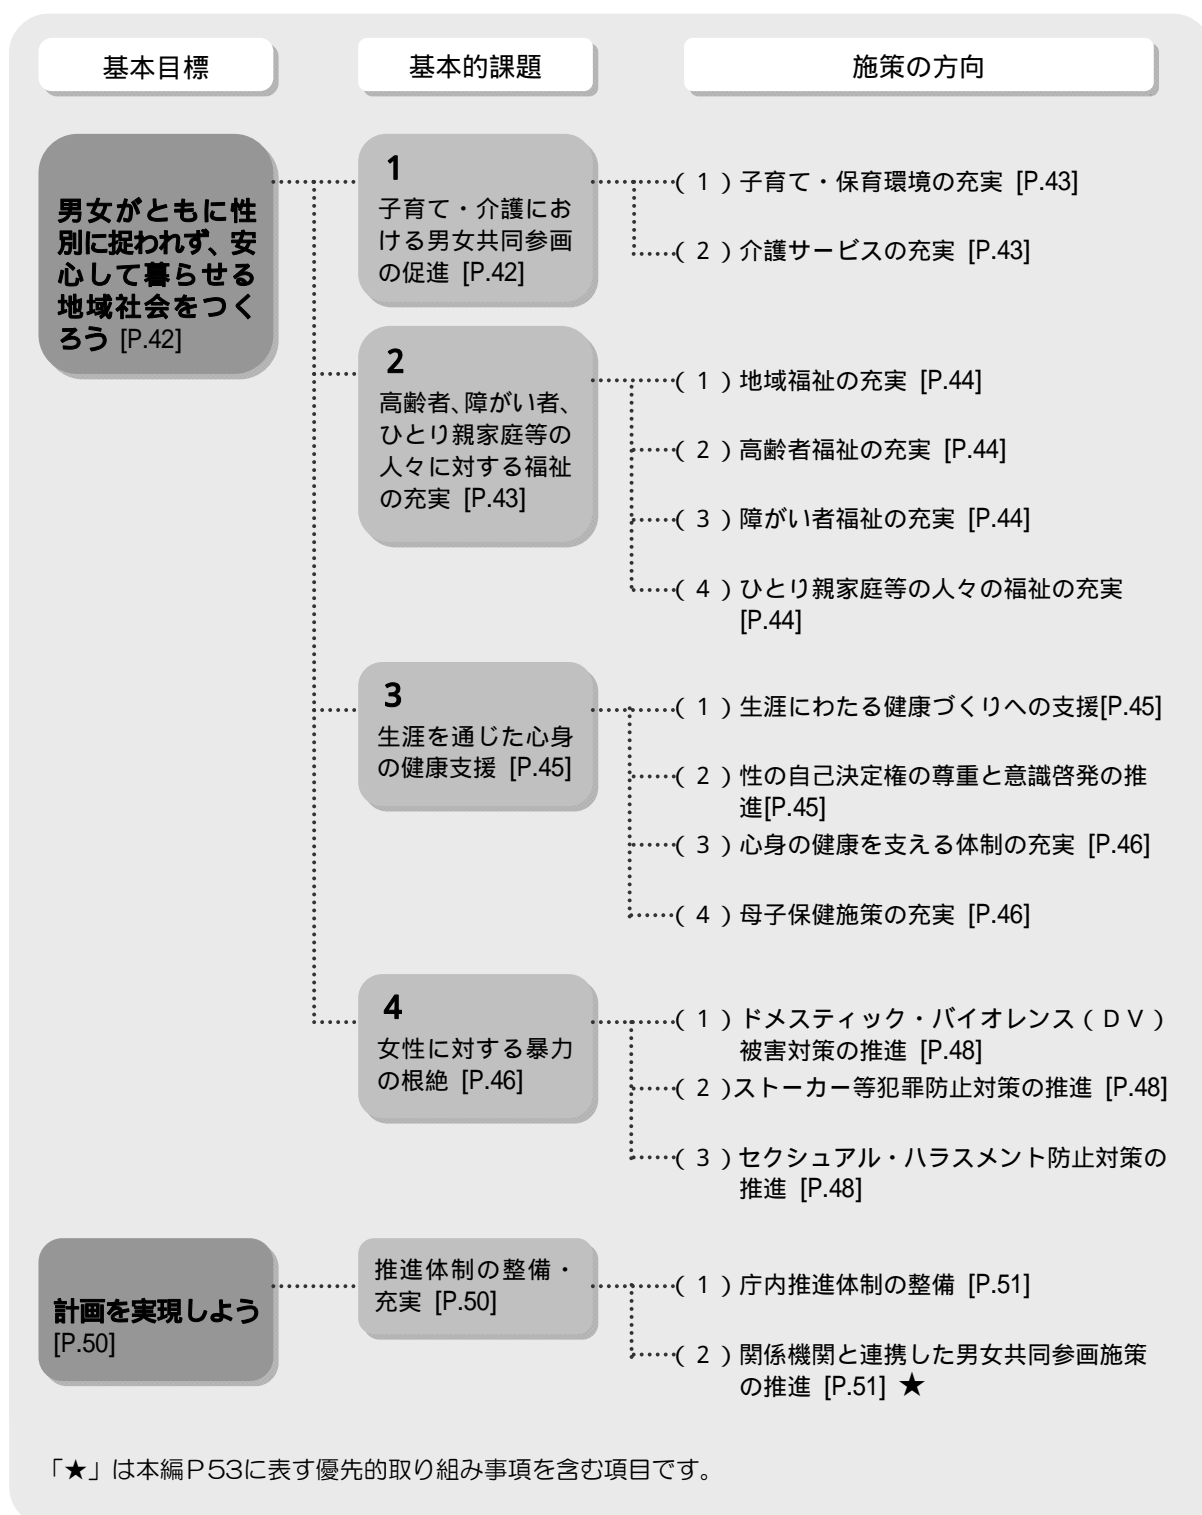 基本目標
基本的課題
施策の方向
男女がともに性
別に捉われず、安
心して暮らせる
地域社会をつく
ろう [P.42]
1
子育て・介護にお
ける男女共同参画
の促進 [P.42]
(1)子育て・保育環境の充実 [P.43]
(2)介護サービスの充実 [P.43]
2
高齢者、障がい者、
ひとり親家庭等の
人々に対する福祉
の充実 [P.43]
(1)地域福祉の充実 [P.44]
(2)高齢者福祉の充実 [P.44]
(3)障がい者福祉の充実 [P.44]
(4)ひとり親家庭等の人々の福祉の充実
[P.44]
3
生涯を通じた心身
の健康支援 [P.45]
(1)生涯にわたる健康づくりへの支援[P.45]
(2)性の自己決定権の尊重と意識啓発の推
進[P.45]
(3)心身の健康を支える体制の充実 [P.46]
(4)母子保健施策の充実 [P.46]
4
女性に対する暴力
の根絶 [P.46]
(1)ドメスティック・バイオレンス(DV)
被害対策の推進 [P.48]
(2)ストーカー等犯罪防止対策の推進 [P.48]
(3)セクシュアル・ハラスメント防止対策の
推進 [P.48]
計画を実現しよう
[P.50]
推進体制の整備・
充実 [P.50]
(1)庁内推進体制の整備 [P.51]
(2)関係機関と連携した男女共同参画施策
の推進 [P.51] ★
「★」は本編P53に表す優先的取り組み事項を含む項目です。